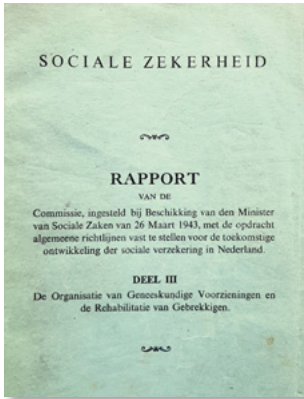 SOCIALE ZEKERHEID
RAPPORT
VAN DE
Commissie, ingesteld bij Beschikking van den Minister
van Sociale Zaken van 26 Maart 1943, met de opdracht
algemeene richtlijnen vast te stellen voor de toekomstige
ontwikkeling der sociale verzekering in Nederland.
DEEL III
De Organisatie van Geneeskundige Voorzieningen en
de Rehabilitatie van Gebrekkigen.